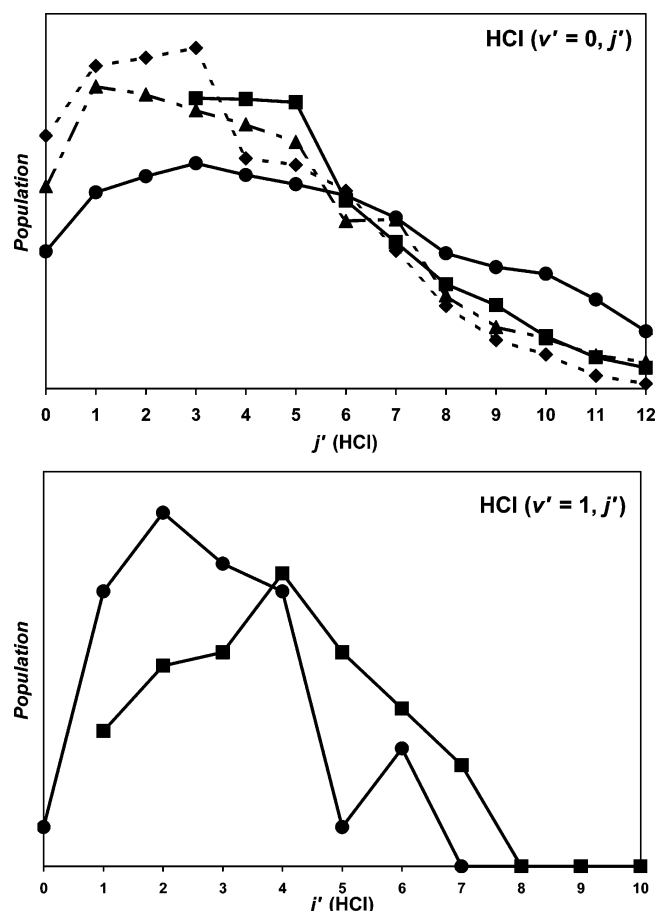 HCl (v' = 0, j')
Population
0 1 2 3 4 5 6 7 8 9 10 11 12
j' (HCl)
HCl (v' = 1, j')
Population
0 1 2 3 4 5 6 7 8 9 10
j' (HCl)